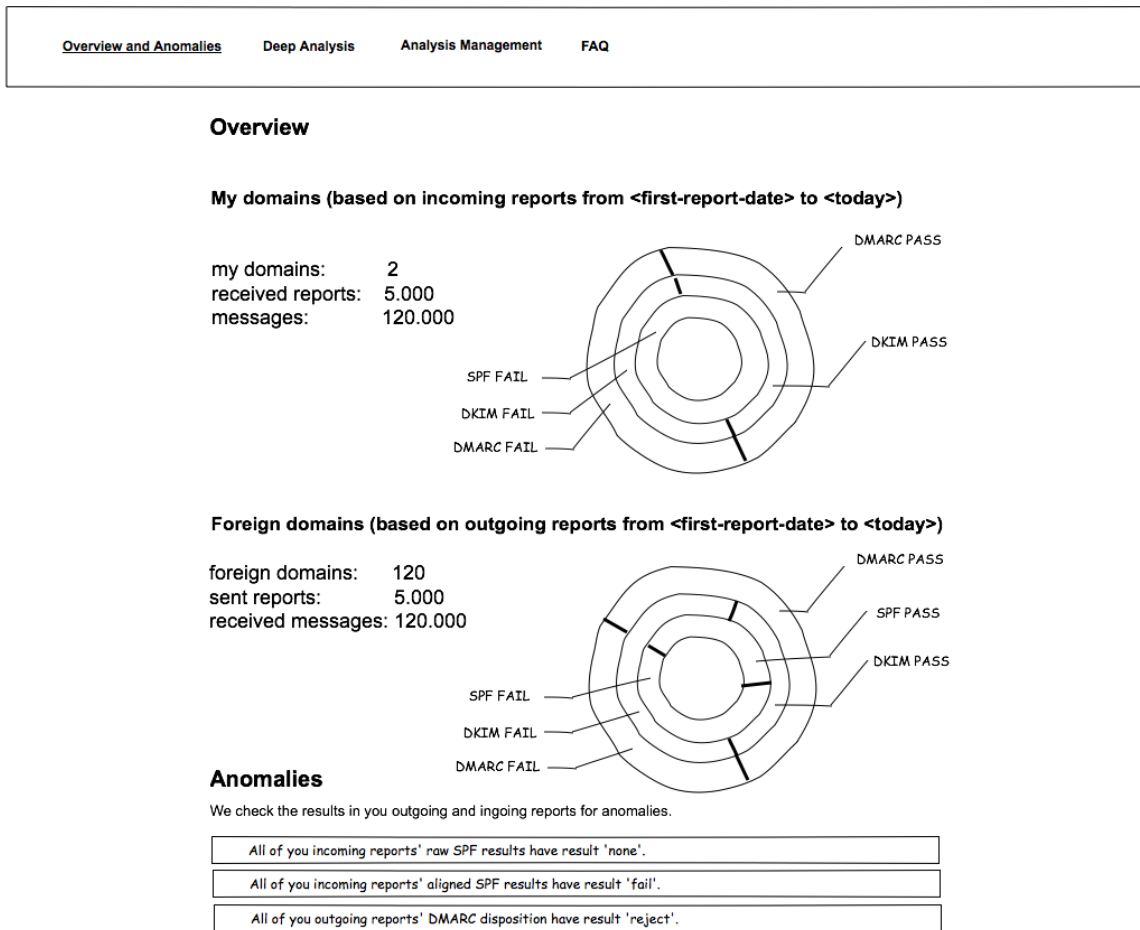 Overview and Anomalies Deep Analysis Analysis Management FAQ
Overview
My domains (based on incoming reports from <first-report-date> to <today>)
DMARC PASS
my domains: 2
received reports: 5.000
messages: 120.000
DKIM PASS
SPF FAIL
DKIM FAIL
DMARC FAIL
Foreign domains (based on outgoing reports from <first-report-date> to <today>)
DMARC PASS
foreign domains: 120
sent reports: 5.000
received messages: 120.000
SPF PASS
DKIM PASS
SPF FAIL
DKIM FAIL
DMARC FAIL
Anomalies
We check the results in you outgoing and ingoing reports for anomalies.
All of you incoming reports' raw SPF results have result 'none'.
All of you incoming reports' aligned SPF results have result 'fail'.
All of you outgoing reports' DMARC disposition have result 'reject'.